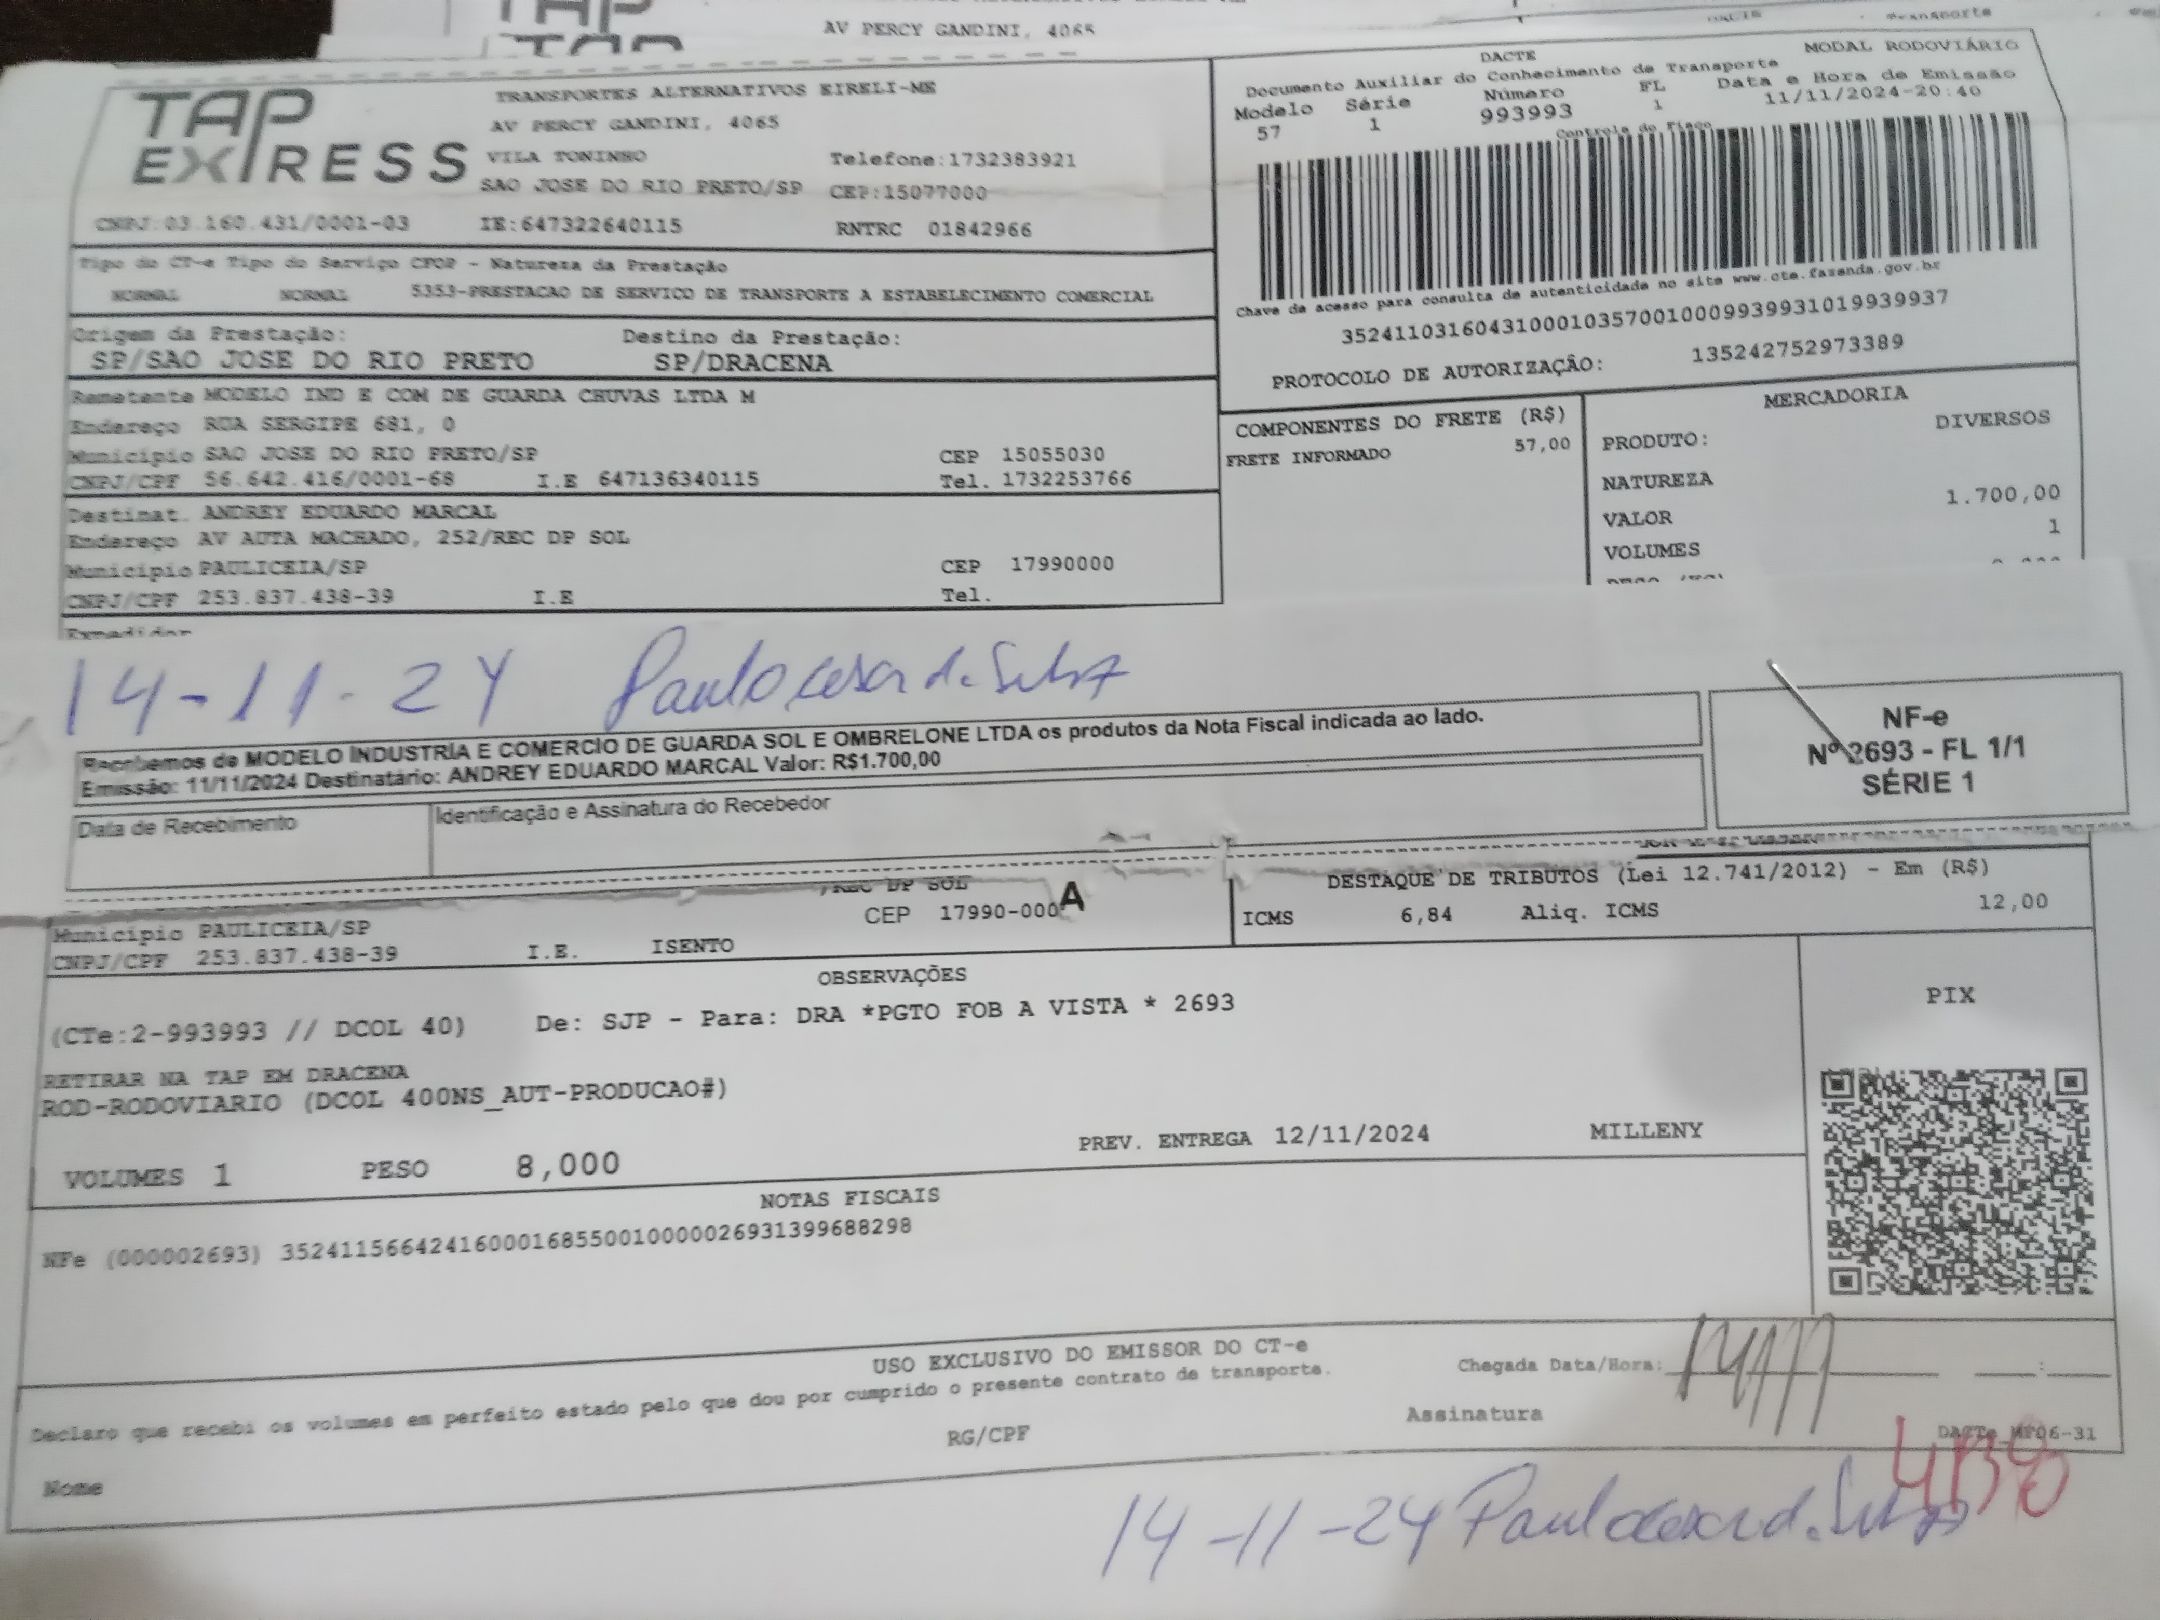 AV PERCY GANDINI, 4065
TAP
EXPRESS
TRANSPORTES ALTERNATIVOS EIRELI-ME
AV PERCY GANDINI, 4065
VILA TONINHO
Telefone:1732383921
SAO JOSE DO RIO PRETO/SP
CEP:15077000
CNPJ:03.160.431/0001-03
IE:647322640115
RNTRC 01842966
DACTE
MODAL RODOVIÁRIO
Documento Auxiliar do Conhecimento de Transporte
Modelo Série Número FL Data e Hora de Emissão
57 1 993993 1 11/11/2024-20:40
Controle do Fisco
Chave de acesso para consulta de autenticidade no site www.cte.fazenda.gov.br
35241103160431000103570010009939931019939937
PROTOCOLO DE AUTORIZAÇÃO: 135242752973389
Tipo do CT-e Tipo do Serviço CFOP - Natureza da Prestação
NORMAL NORMAL 5353-PRESTACAO DE SERVICO DE TRANSPORTE A ESTABELECIMENTO COMERCIAL
Origem da Prestação: Destino da Prestação:
SP/SAO JOSE DO RIO PRETO SP/DRACENA
Remetente MODELO IND E COM DE GUARDA CHUVAS LTDA M
Endereço RUA SERGIPE 681, 0
Município SAO JOSE DO RIO PRETO/SP CEP 15055030
CNPJ/CPF 56.642.416/0001-68 I.E 647136340115 Tel. 1732253766
Destinat. ANDREY EDUARDO MARCAL
Endereço AV AUTA MACHADO, 252/REC DP SOL
Município PAULICEIA/SP CEP 17990000
CNPJ/CPF 253.837.438-39 I.E Tel.
Expedidor
COMPONENTES DO FRETE (R$)
FRETE INFORMADO 57,00
MERCADORIA
PRODUTO: DIVERSOS
NATUREZA
VALOR 1.700,00
VOLUMES 1
14-11-24 Paulo cesar d. Silva
Recebemos de MODELO INDUSTRIA E COMERCIO DE GUARDA SOL E OMBRELONE LTDA os produtos da Nota Fiscal indicada ao lado.
Emissão: 11/11/2024 Destinatário: ANDREY EDUARDO MARCAL Valor: R$1.700,00
Data de Recebimento
Identificação e Assinatura do Recebedor
NF-e
Nº 2693 - FL 1/1
SÉRIE 1
/REC DP SOL
A
Município PAULICEIA/SP CEP 17990-000
CNPJ/CPF 253.837.438-39 I.E. ISENTO
DESTAQUE DE TRIBUTOS (Lei 12.741/2012) - Em (R$)
ICMS 6,84 Aliq. ICMS 12,00
OBSERVAÇÕES
(CTe:2-993993 // DCOL 40) De: SJP - Para: DRA *PGTO FOB A VISTA * 2693
RETIRAR NA TAP EM DRACENA
ROD-RODOVIARIO (DCOL 400NS_AUT-PRODUCAO#)
VOLUMES 1 PESO 8,000 PREV. ENTREGA 12/11/2024 MILLENY
PIX
NOTAS FISCAIS
NFe (000002693) 35241156642416000168550010000026931399688298
USO EXCLUSIVO DO EMISSOR DO CT-e
Declaro que recebi os volumes em perfeito estado pelo que dou por cumprido o presente contrato de transporte.
Chegada Data/Hora:
Nome
RG/CPF
Assinatura
14-11-24 Paulo cesar d. Silva